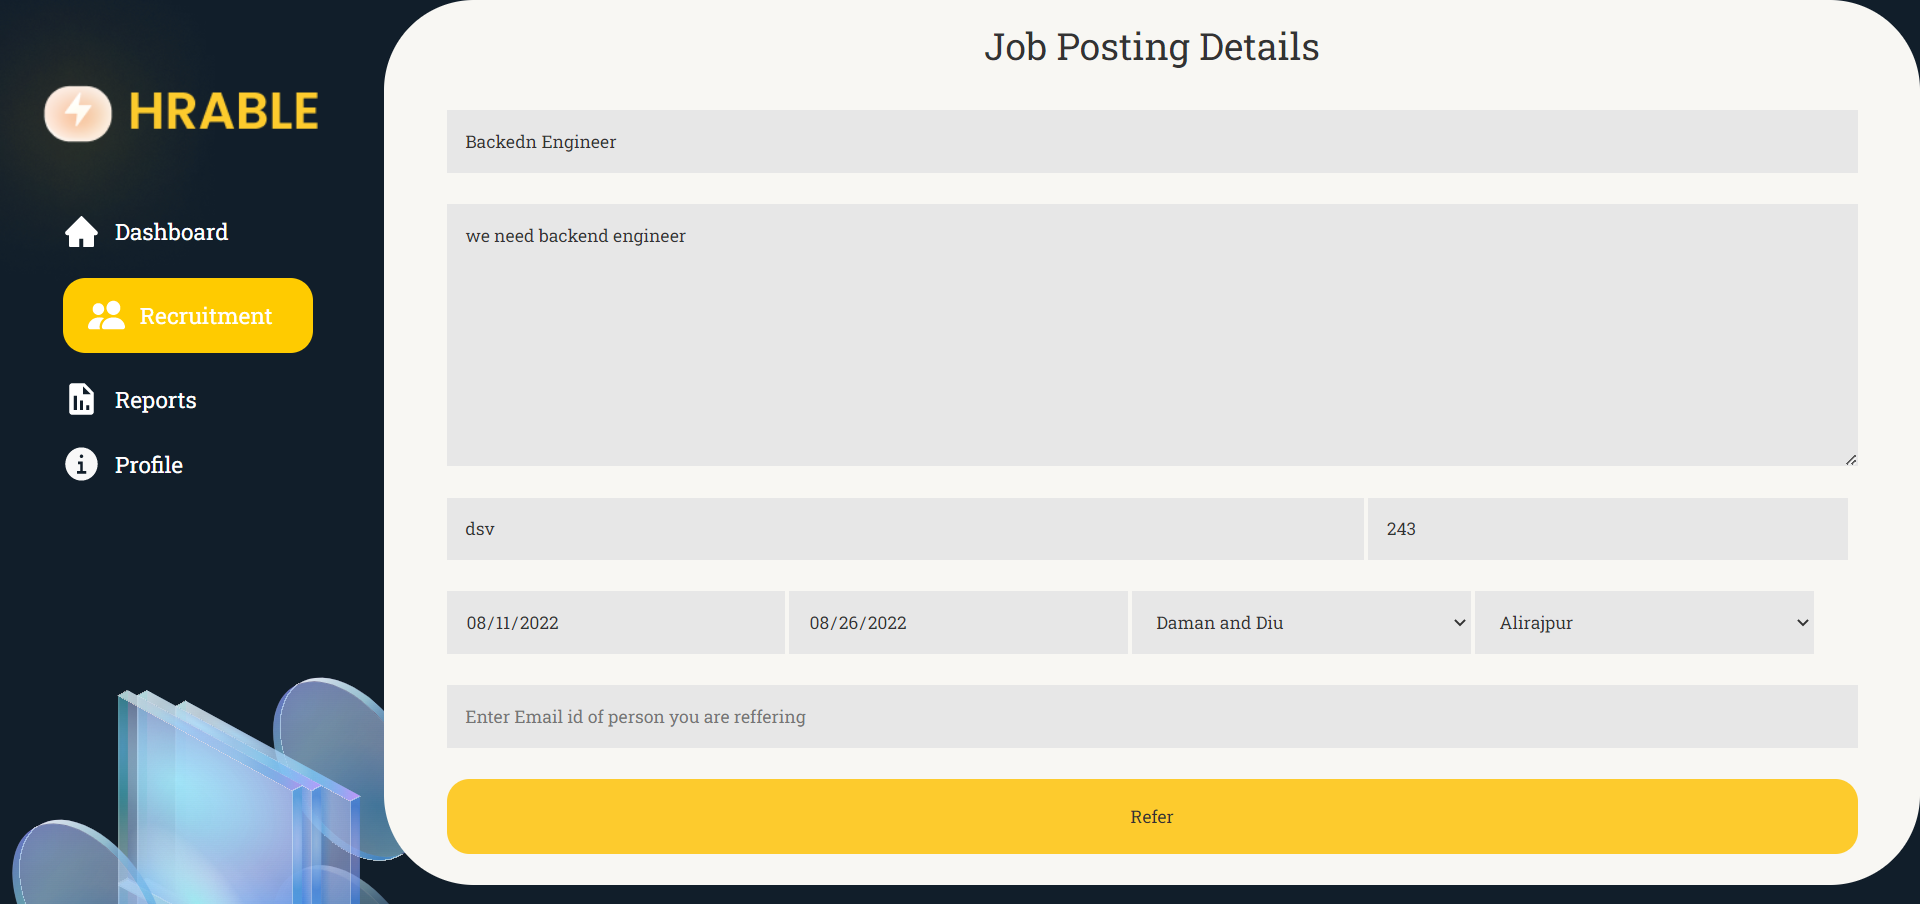 HRABLE
Dashboard
Recruitment
Reports
Profile
Job Posting Details
Backedn Engineer
we need backend engineer
dsv
243
08/11/2022
08/26/2022
Daman and Diu
Alirajpur
Enter Email id of person you are reffering
Refer